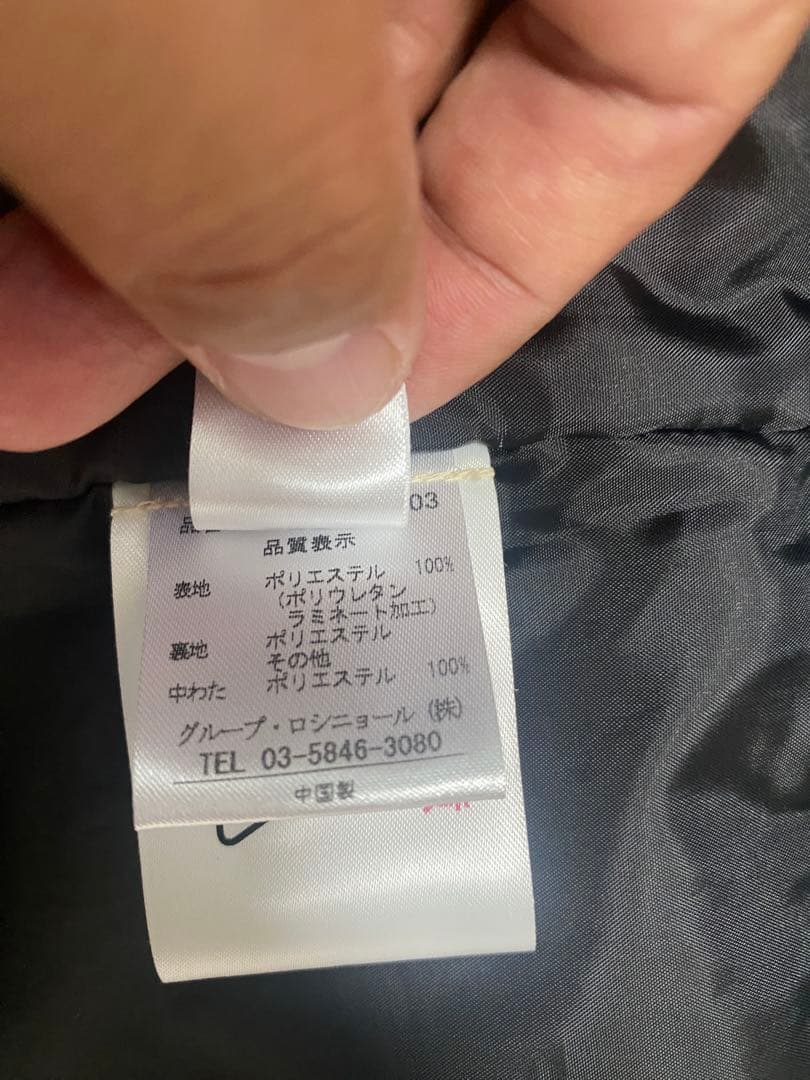 03
品質表示
表地 ポリエステル 100%
(ポリウレタン
ラミネート加工)
裏地 ポリエステル
その他
中わた ポリエステル 100%
グループ・ロシニョール(株)
TEL 03-5846-3080
中国製